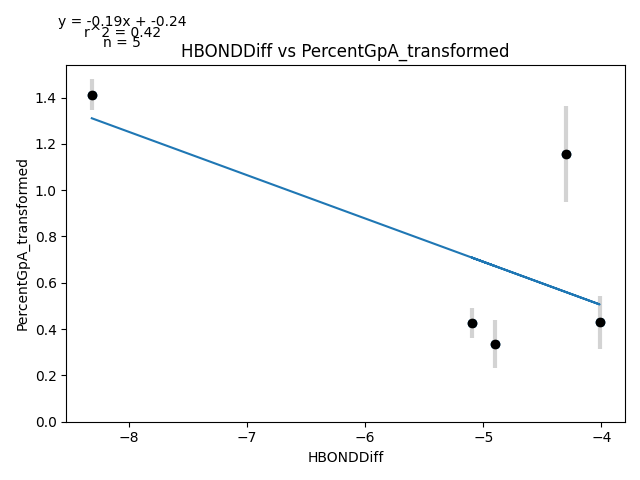 y = -0.19x + -0.24
r^2 = 0.42
n = 5
HBONDDiff vs PercentGpA_transformed
PercentGpA_transformed
1.4
1.2
1.0
0.8
0.6
0.4
0.2
0.0
−8
−7
−6
−5
−4
HBONDDiff